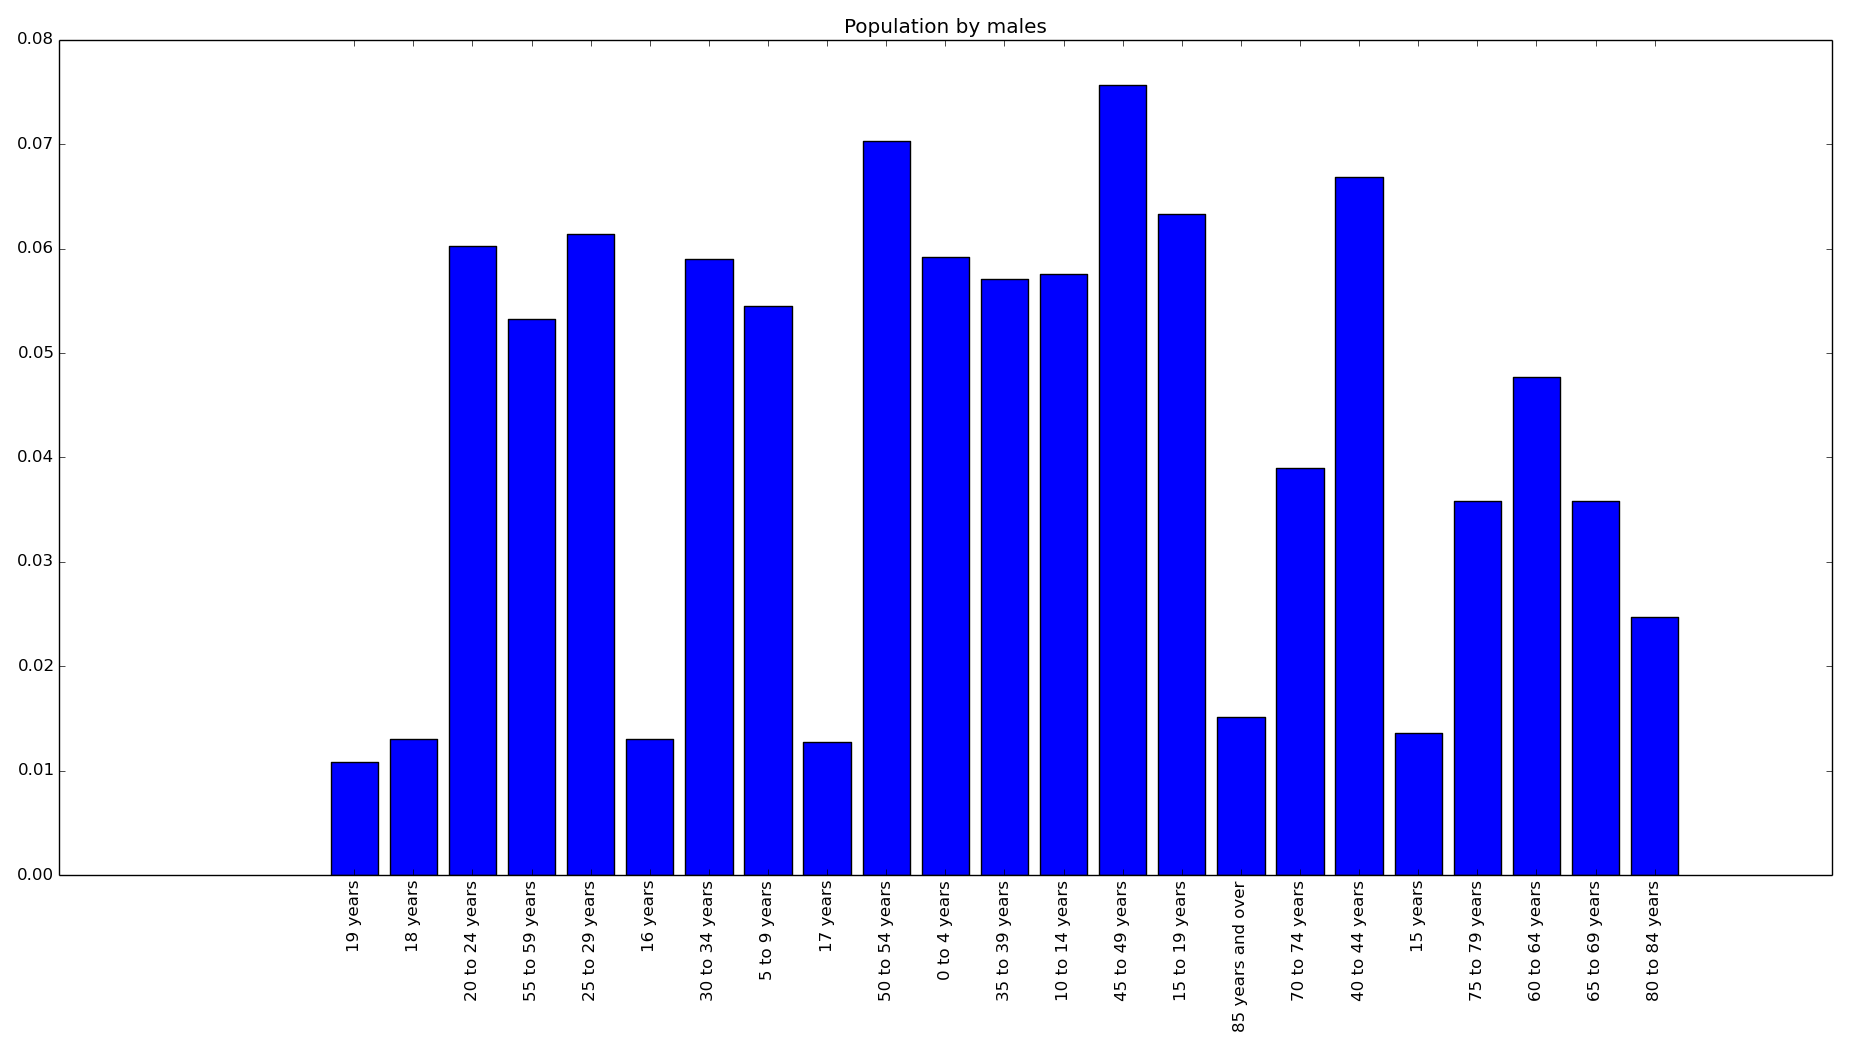 Population by males
0.08
0.07
0.06
0.05
0.04
0.03
0.02
0.01
0.00
19 years
18 years
20 to 24 years
55 to 59 years
25 to 29 years
16 years
30 to 34 years
5 to 9 years
17 years
50 to 54 years
0 to 4 years
35 to 39 years
10 to 14 years
45 to 49 years
15 to 19 years
85 years and over
70 to 74 years
40 to 44 years
15 years
75 to 79 years
60 to 64 years
65 to 69 years
80 to 84 years